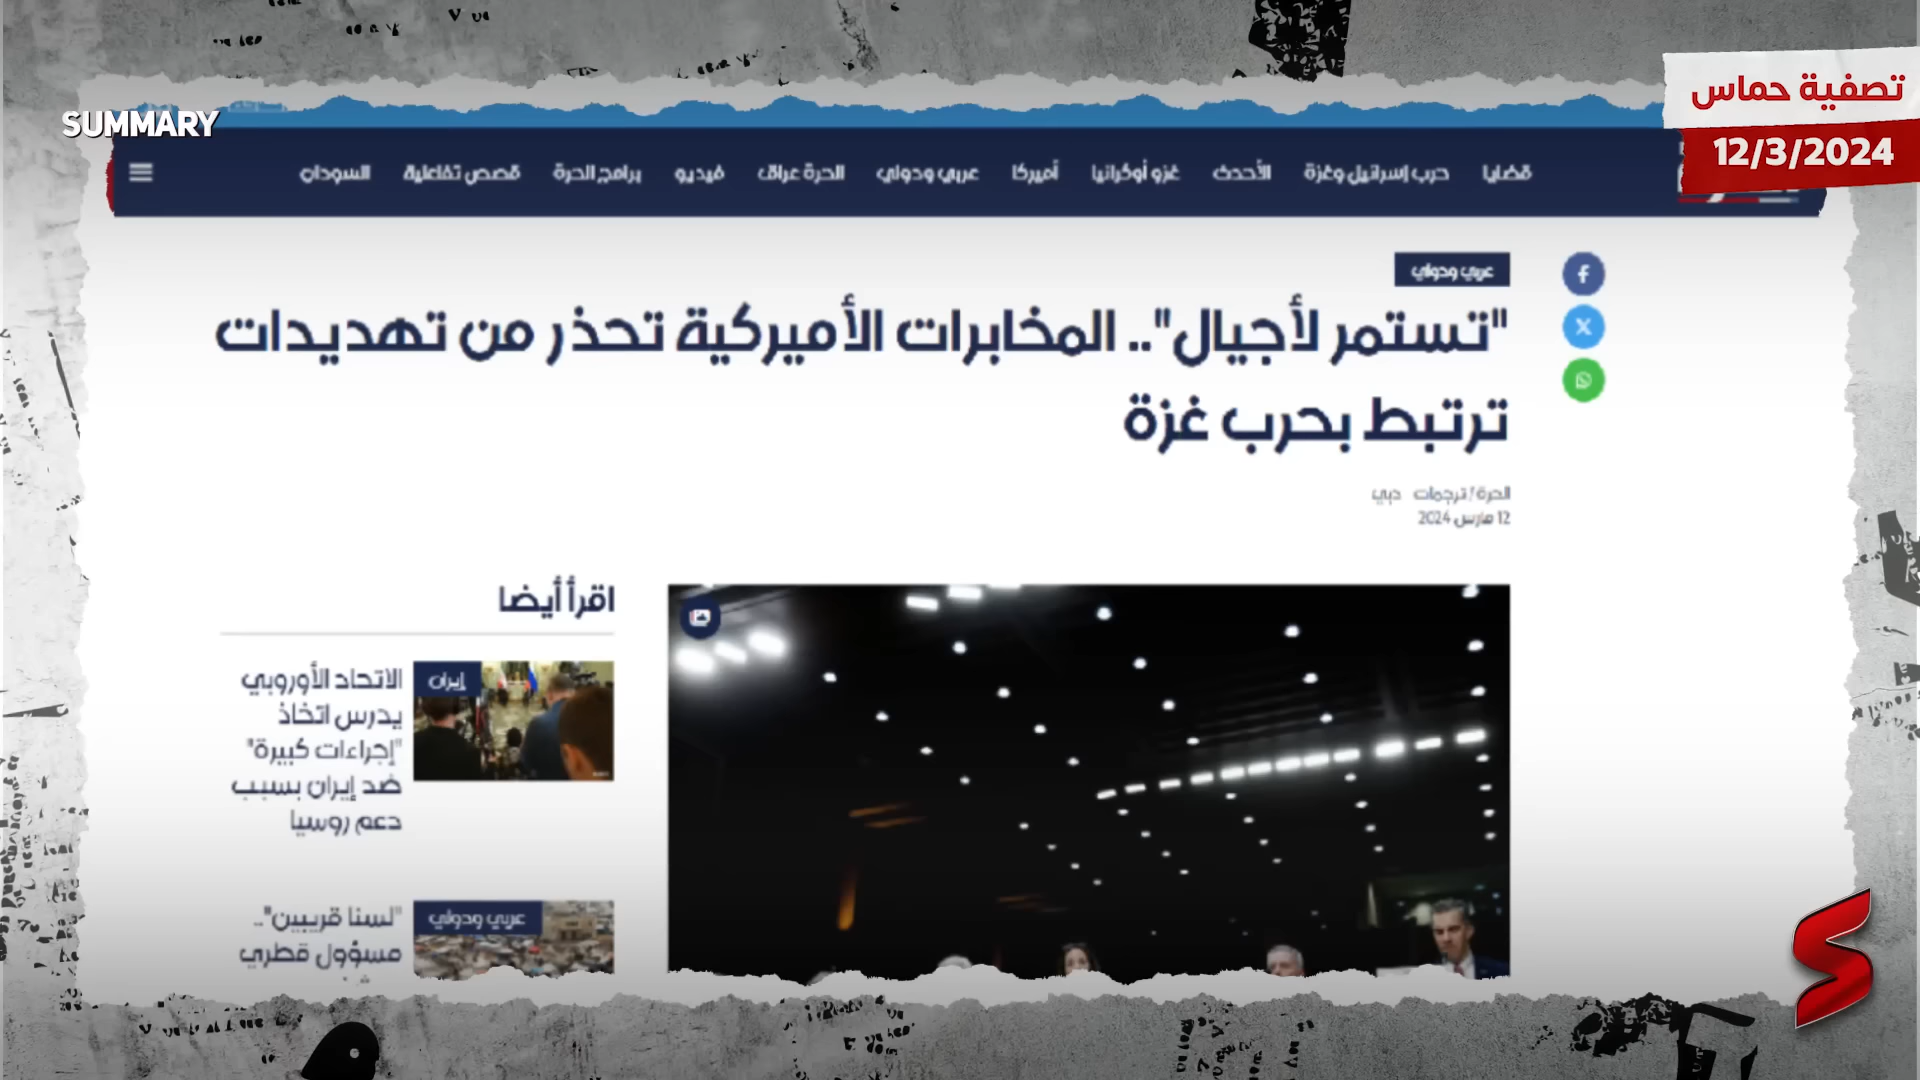 SUMMARY
تصفية حماس
12/3/2024
قضايا حرب إسرائيل وغزة الأحدث غزو أوكرانيا أميركا عربي ودولي الحرة عراق فيديو برامج الحرة قصص تفاعلية السودان
عربي ودولي
"تستمر لأجيال".. المخابرات الأميركية تحذر من تهديدات
ترتبط بحرب غزة
الحرة / ترجمات دبي
12 مارس 2024
اقرأ أيضا
إيران
الاتحاد الأوروبي
يدرس اتخاذ
"إجراءات كبيرة"
ضد إيران بسبب
دعم روسيا
عربي ودولي
"لسنا قريبين"..
مسؤول قطري